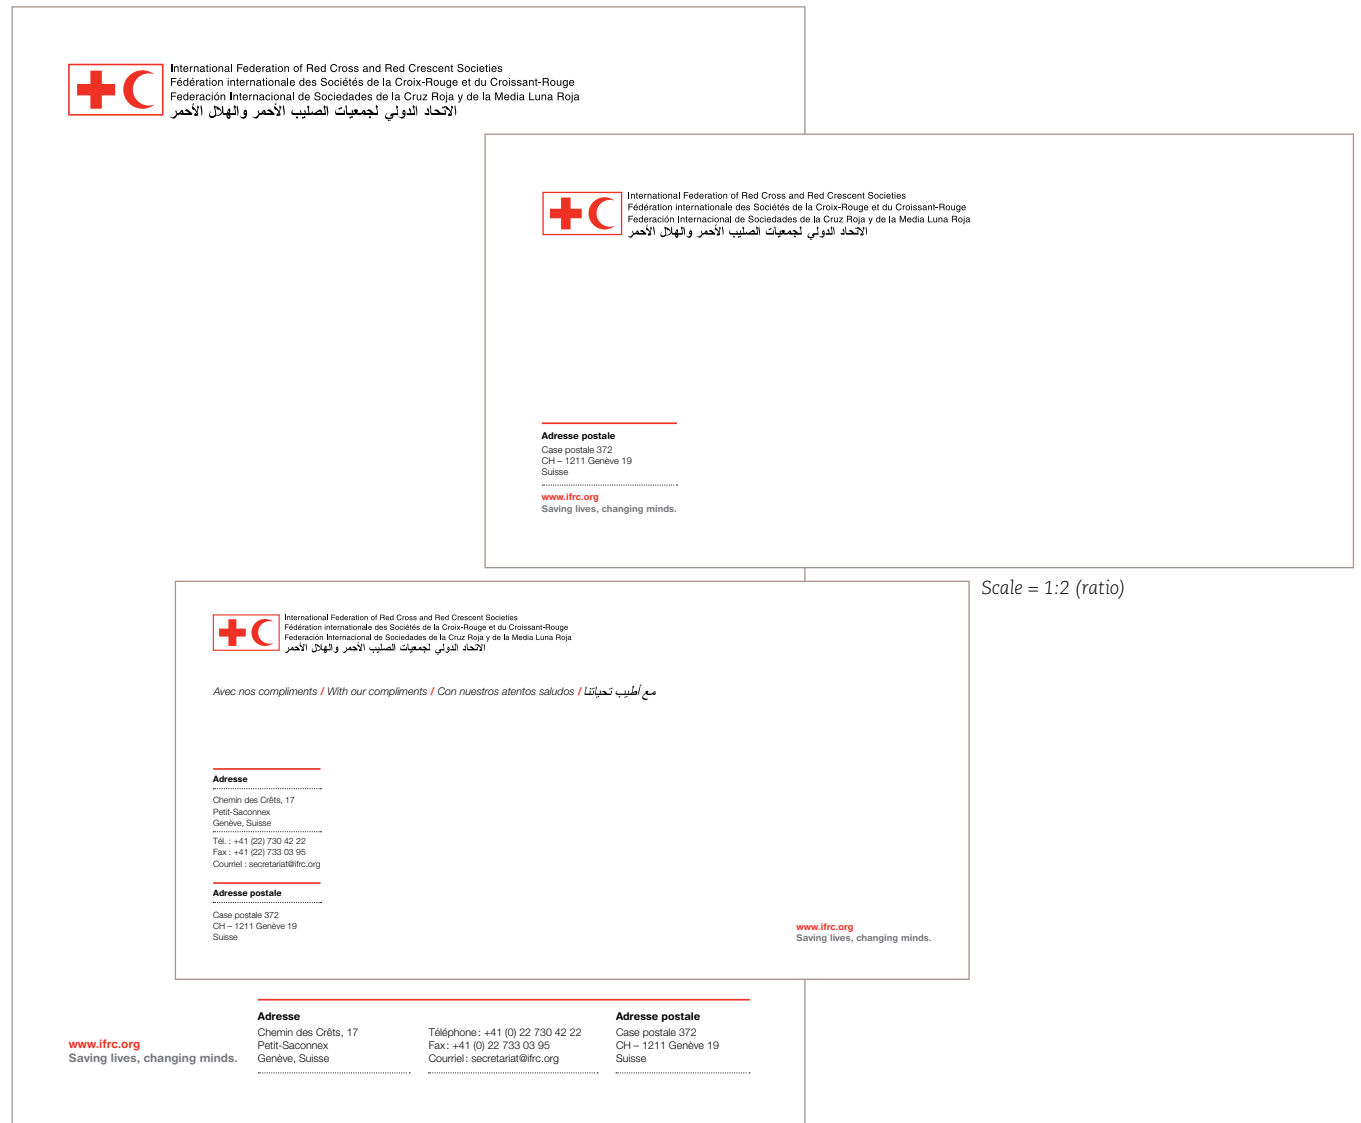 International Federation of Red Cross and Red Crescent Societies
Fédération internationale des Sociétés de la Croix-Rouge et du Croissant-Rouge
Federación Internacional de Sociedades de la Cruz Roja y de la Media Luna Roja
الاتحاد الدولي لجمعيات الصليب الأحمر والهلال الأحمر
International Federation of Red Cross and Red Crescent Societies
Fédération internationale des Sociétés de la Croix-Rouge et du Croissant-Rouge
Federación Internacional de Sociedades de la Cruz Roja y de la Media Luna Roja
الاتحاد الدولي لجمعيات الصليب الأحمر والهلال الأحمر
Adresse postale
Case postale 372
CH – 1211 Genève 19
Suisse
www.ifrc.org
Saving lives, changing minds.
Scale = 1:2 (ratio)
International Federation of Red Cross and Red Crescent Societies
Fédération internationale des Sociétés de la Croix-Rouge et du Croissant-Rouge
Federación Internacional de Sociedades de la Cruz Roja y de la Media Luna Roja
الاتحاد الدولي لجمعيات الصليب الأحمر والهلال الأحمر
Avec nos compliments / With our compliments / Con nuestros atentos saludos / مع أطيب تحياتنا
Adresse
Chemin des Crêts, 17
Petit-Saconnex
Genève, Suisse
Tél. : +41 (22) 730 42 22
Fax : +41 (22) 733 03 95
Courriel : secretariat@ifrc.org
Adresse postale
Case postale 372
CH – 1211 Genève 19
Suisse
www.ifrc.org
Saving lives, changing minds.
www.ifrc.org
Saving lives, changing minds.
Adresse
Chemin des Crêts, 17
Petit-Saconnex
Genève, Suisse
Téléphone : +41 (0) 22 730 42 22
Fax : +41 (0) 22 733 03 95
Courriel : secretariat@ifrc.org
Adresse postale
Case postale 372
CH – 1211 Genève 19
Suisse